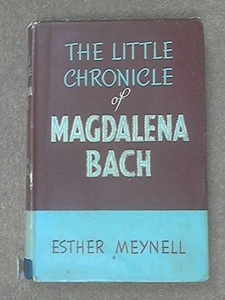 THE LITTLE
CHRONICLE
of
MAGDALENA
BACH
ESTHER MEYNELL